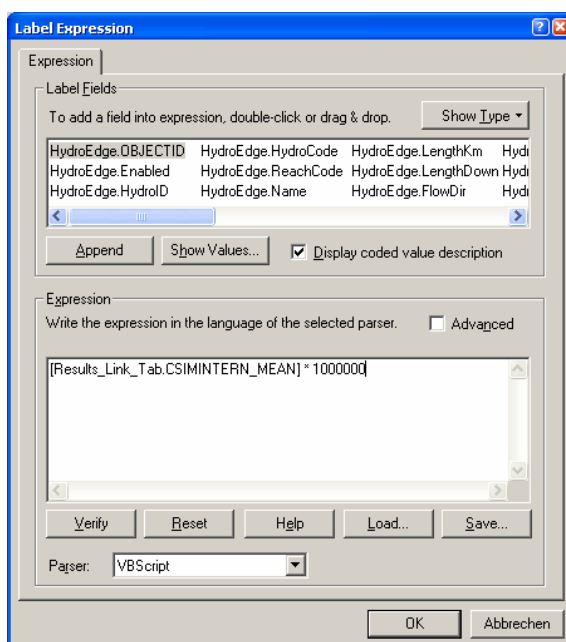 Label Expression
Expression
Label Fields
To add a field into expression, double-click or drag & drop. Show Type
HydroEdge.OBJECTID HydroEdge.HydroCode HydroEdge.LengthKm Hydr
HydroEdge.Enabled HydroEdge.ReachCode HydroEdge.LengthDown Hydr
HydroEdge.HydroID HydroEdge.Name HydroEdge.FlowDir Hydr
Append Show Values... Display coded value description
Expression
Write the expression in the language of the selected parser. Advanced
[Results_Link_Tab.CSIMINTERN_MEAN] * 1000000
Verify Reset Help Load... Save...
Parser: VBScript
OK Abbrechen